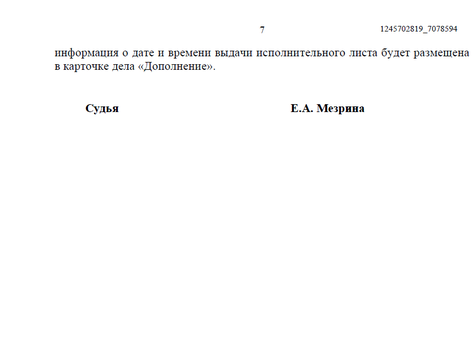 7
1245702819_7078594
информация о дате и времени выдачи исполнительного листа будет размещена
в карточке дела «Дополнение».
Судья Е.А. Мезрина